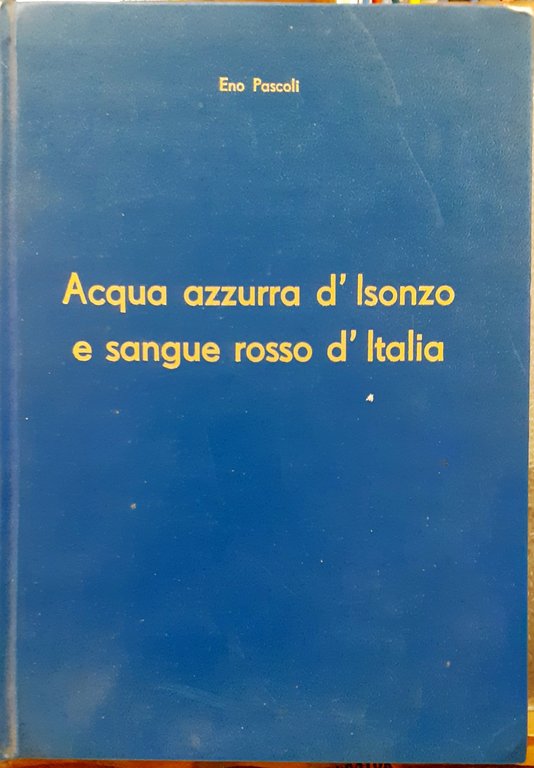 Eno Pascoli
Acqua azzurra d' Isonzo
e sangue rosso d' Italia